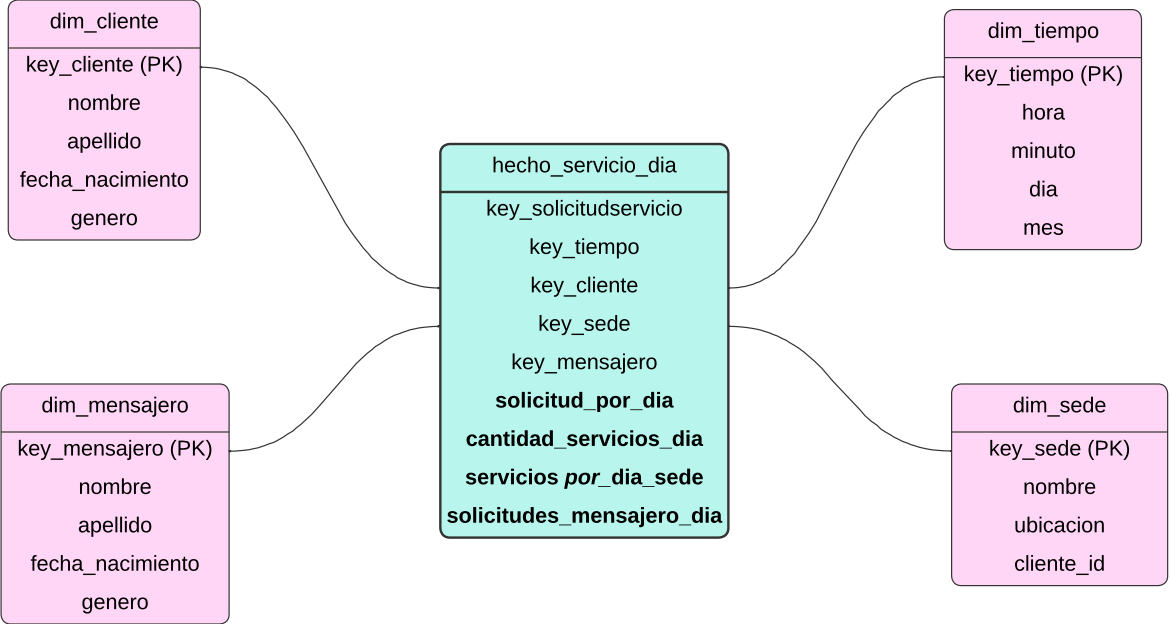 dim_cliente
key_cliente (PK)
nombre
apellido
fecha_nacimiento
genero
dim_tiempo
key_tiempo (PK)
hora
minuto
dia
mes
hecho_servicio_dia
key_solicitudservicio
key_tiempo
key_cliente
key_sede
key_mensajero
solicitud_por_dia
cantidad_servicios_dia
servicios por_dia_sede
solicitudes_mensajero_dia
dim_mensajero
key_mensajero (PK)
nombre
apellido
fecha_nacimiento
genero
dim_sede
key_sede (PK)
nombre
ubicacion
cliente_id